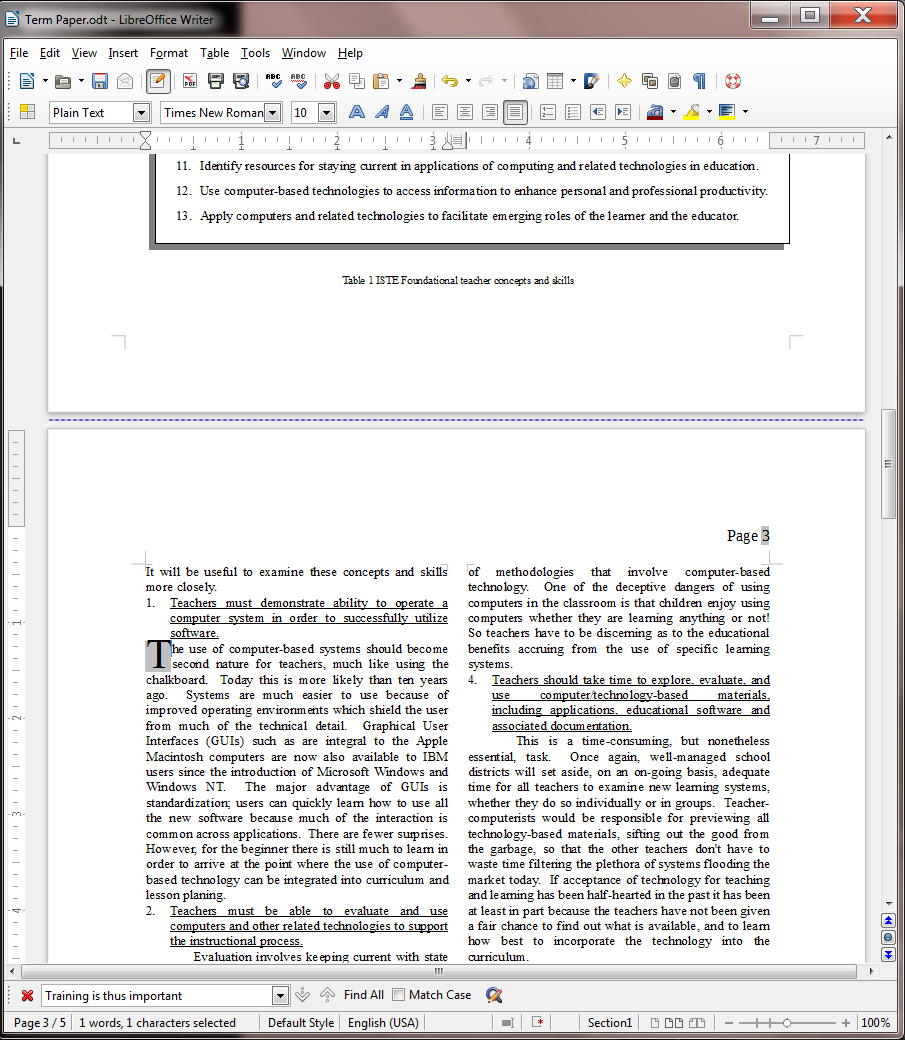 Term Paper.odt - LibreOffice Writer
File Edit View Insert Format Table Tools Window Help
PDF ABC ABC
Plain Text Times New Roman 10
1 1 2 3 4 5 6 7
11. Identify resources for staying current in applications of computing and related technologies in education.
12. Use computer-based technologies to access information to enhance personal and professional productivity.
13. Apply computers and related technologies to facilitate emerging roles of the learner and the educator.
Table 1 ISTE Foundational teacher concepts and skills
Page 3
It will be useful to examine these concepts and skills
more closely.
1. Teachers must demonstrate ability to operate a
computer system in order to successfully utilize
software.
The use of computer-based systems should become
second nature for teachers, much like using the
chalkboard. Today this is more likely than ten years
ago. Systems are much easier to use because of
improved operating environments which shield the user
from much of the technical detail. Graphical User
Interfaces (GUIs) such as are integral to the Apple
Macintosh computers are now also available to IBM
users since the introduction of Microsoft Windows and
Windows NT. The major advantage of GUIs is
standardization; users can quickly learn how to use all
the new software because much of the interaction is
common across applications. There are fewer surprises.
However, for the beginner there is still much to learn in
order to arrive at the point where the use of computer-
based technology can be integrated into curriculum and
lesson planing.
2. Teachers must be able to evaluate and use
computers and other related technologies to support
the instructional process.
Evaluation involves keeping current with state
of methodologies that involve computer-based
technology. One of the deceptive dangers of using
computers in the classroom is that children enjoy using
computers whether they are learning anything or not!
So teachers have to be discerning as to the educational
benefits accruing from the use of specific learning
systems.
4. Teachers should take time to explore, evaluate, and
use computer/technology-based materials,
including applications, educational software and
associated documentation.
This is a time-consuming, but nonetheless
essential, task. Once again, well-managed school
districts will set aside, on an on-going basis, adequate
time for all teachers to examine new learning systems,
whether they do so individually or in groups. Teacher-
computerists would be responsible for previewing all
technology-based materials, sifting out the good from
the garbage, so that the other teachers don't have to
waste time filtering the plethora of systems flooding the
market today. If acceptance of technology for teaching
and learning has been half-hearted in the past it has been
at least in part because the teachers have not been given
a fair chance to find out what is available, and to learn
how best to incorporate the technology into the
curriculum.
1
2
3
4
Training is thus important Find All Match Case
Page 3 / 5 1 words, 1 characters selected Default Style English (USA) Section1 100%